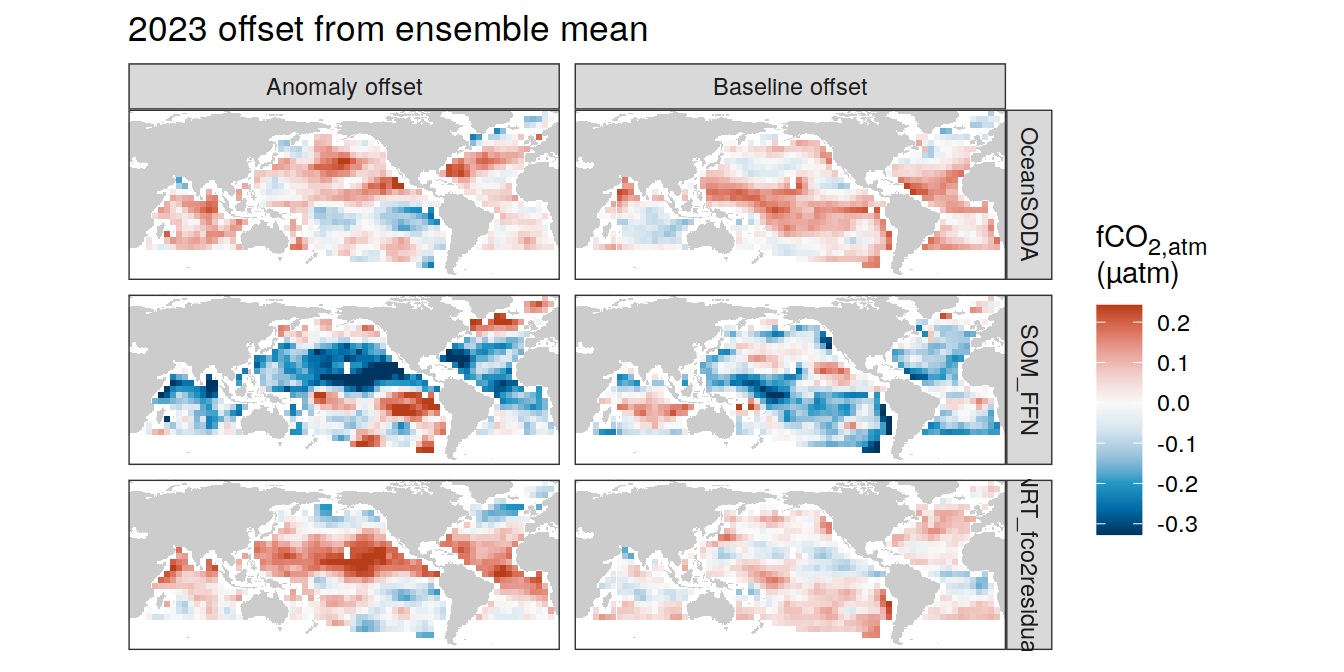 2023 offset from ensemble mean
Anomaly offset
Baseline offset
OceanSODA
SOM_FFN
NRT_fco2residua
fCO2,atm
(µatm)
0.2
0.1
0.0
-0.1
-0.2
-0.3